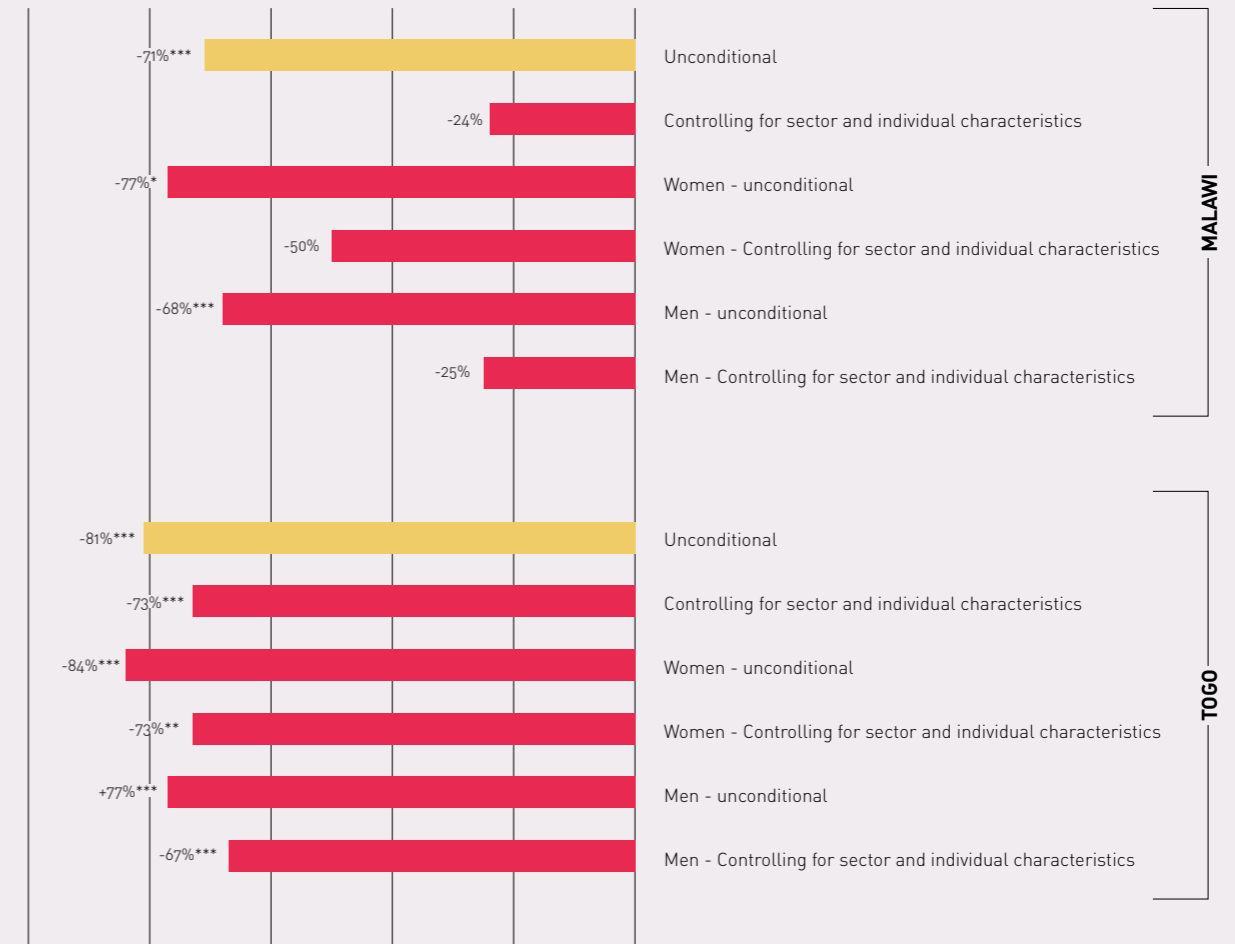 -71%*** Unconditional
-24% Controlling for sector and individual characteristics
-77%* Women - unconditional
-50% Women - Controlling for sector and individual characteristics
-68%*** Men - unconditional
-25% Men - Controlling for sector and individual characteristics
MALAWI
-81%*** Unconditional
-73%*** Controlling for sector and individual characteristics
-84%*** Women - unconditional
-73%** Women - Controlling for sector and individual characteristics
+77%*** Men - unconditional
-67%*** Men - Controlling for sector and individual characteristics
TOGO